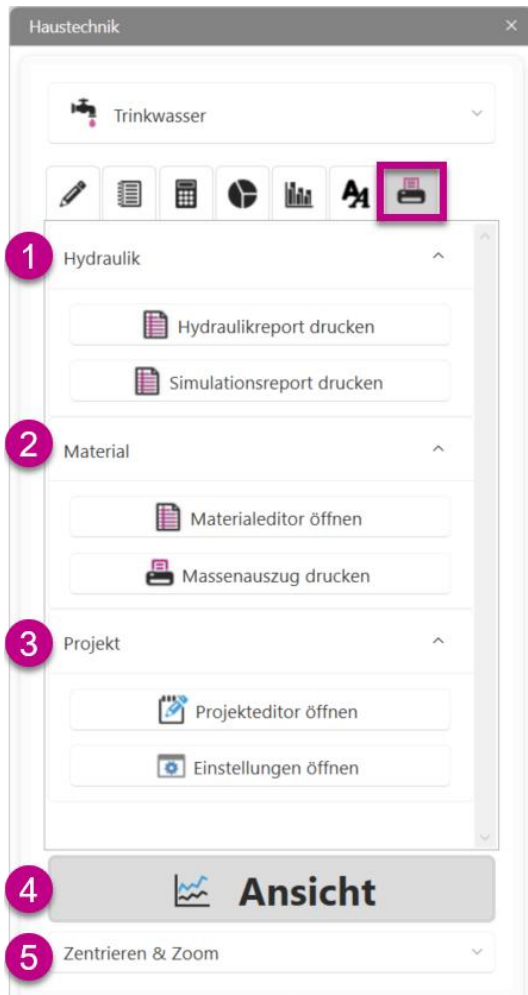 Haustechnik
Trinkwasser
1 Hydraulik
Hydraulikreport drucken
Simulationsreport drucken
2 Material
Materialeditor öffnen
Massenauszug drucken
3 Projekt
Projekteditor öffnen
Einstellungen öffnen
4 Ansicht
5 Zentrieren & Zoom